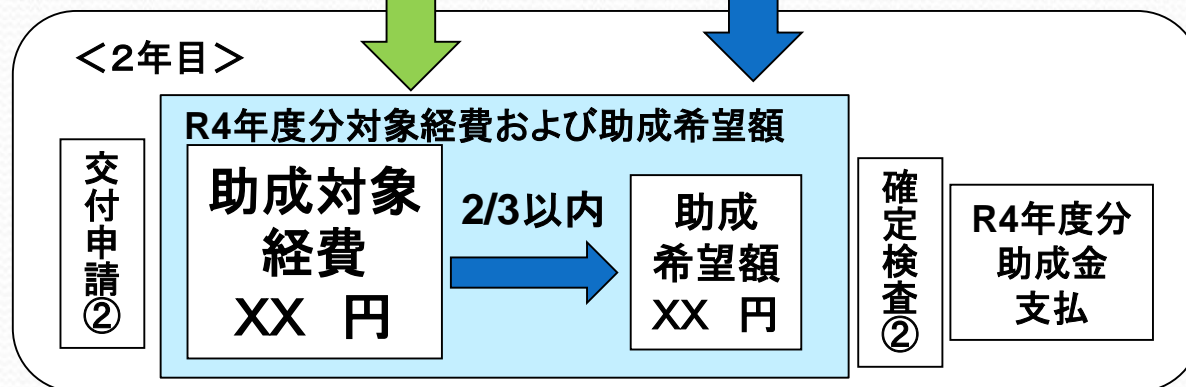 ＜2年目＞
R4年度分対象経費および助成希望額
交付申請②
助成対象
経費
XX 円
2/3以内
助成
希望額
XX 円
確定検査②
R4年度分
助成金
支払